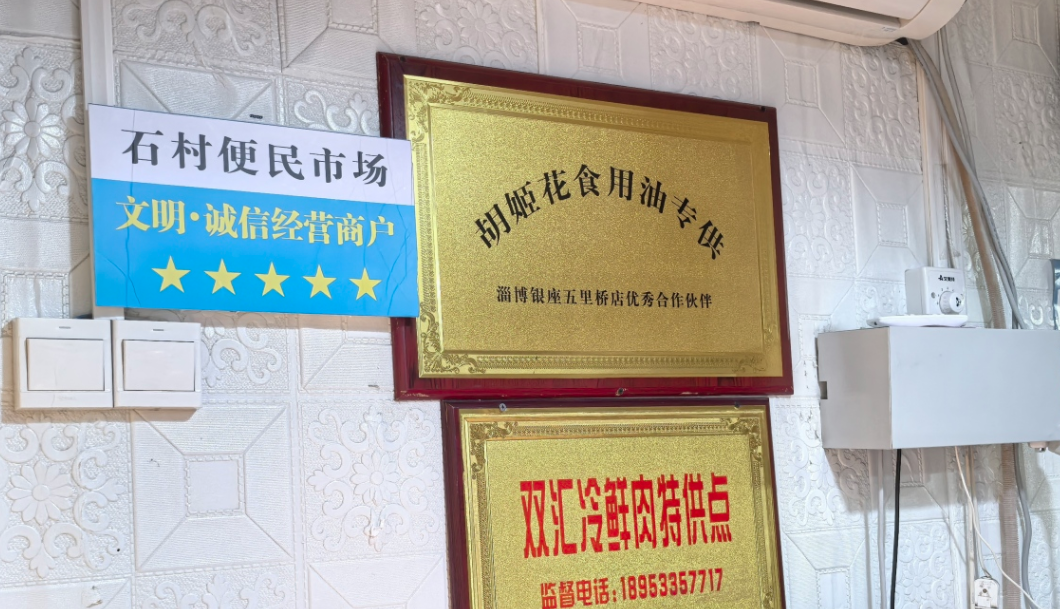 石村便民市场
文明·诚信经营商户
胡姬花食用油专供
淄博银座五里桥店优秀合作伙伴
双汇冷鲜肉特供点
监督电话:18953357717